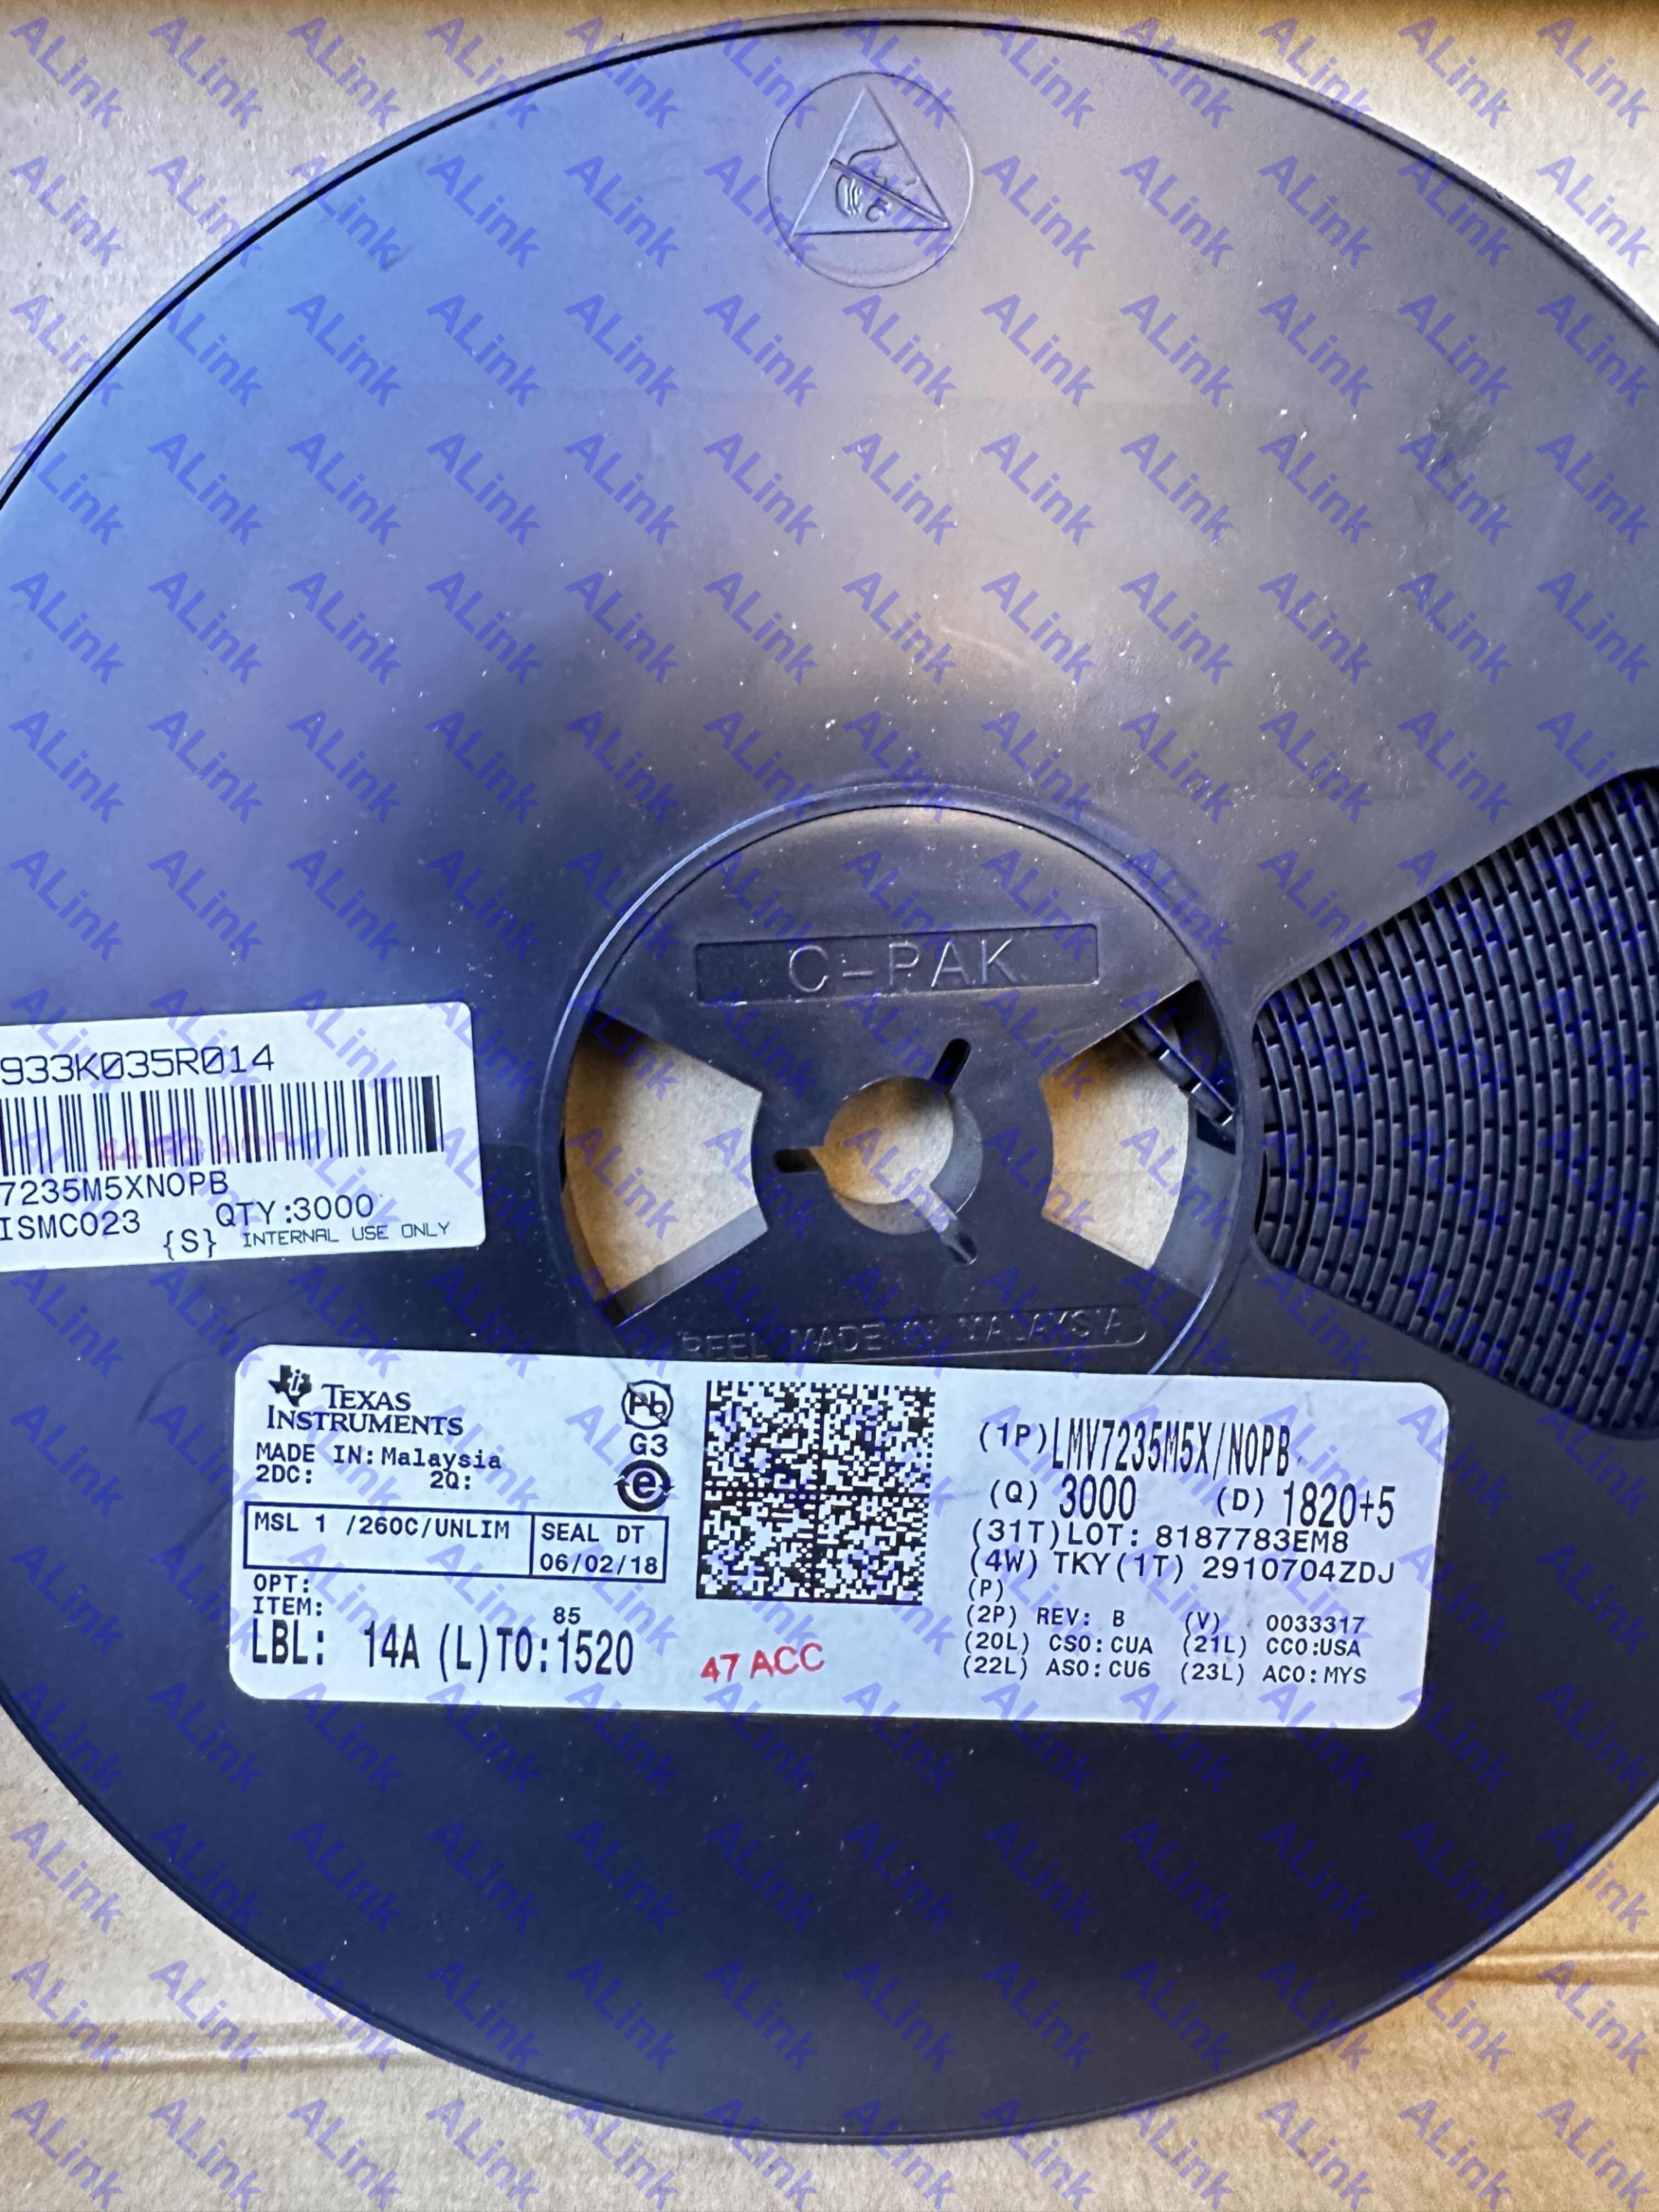 C-PAK
933K035R014
7235M5XNOPB
ISMC023 QTY:3000
{S} INTERNAL USE ONLY
REEL MADE IN MALAYSIA
TEXAS
INSTRUMENTS
MADE IN: Malaysia
2DC: 2Q:
Pb
G3
e
MSL 1 /260C/UNLIM
SEAL DT
06/02/18
OPT:
ITEM:
85
LBL: 14A (L)TO:1520
47 ACC
(1P)LMV7235M5X/NOPB
(Q) 3000 (D) 1820+5
(31T)LOT: 8187783EM8
(4W) TKY(1T) 2910704ZDJ
(P)
(2P) REV: B (V) 0033317
(20L) CSO:CUA (21L) CCO:USA
(22L) ASO:CU6 (23L) ACO:MYS
ALink